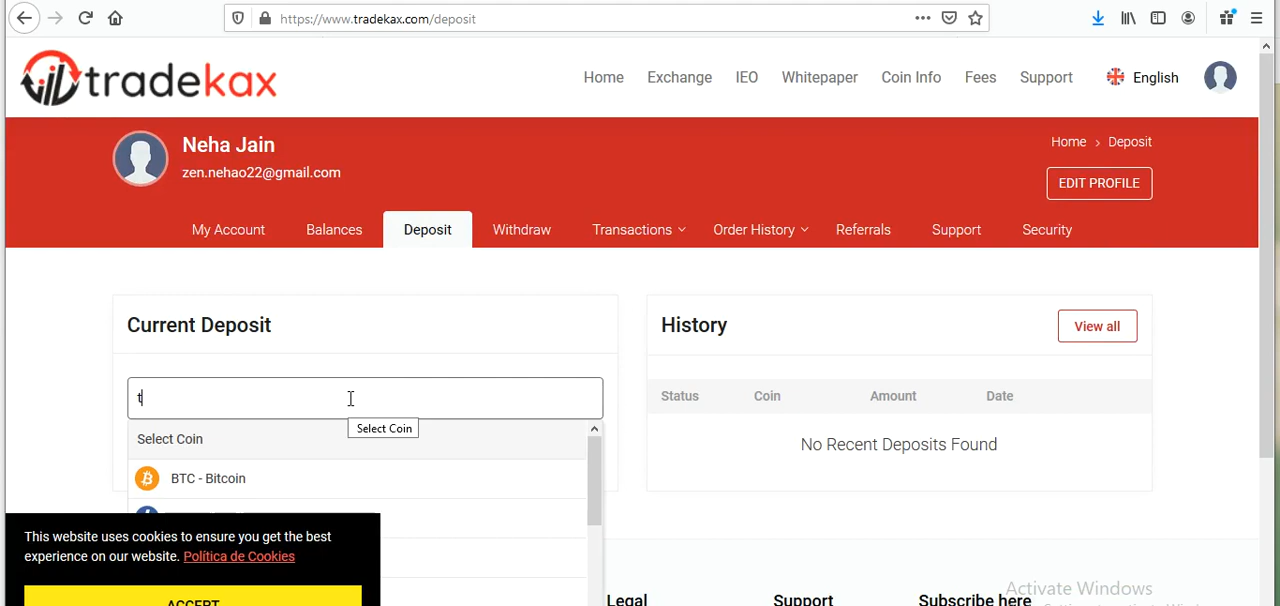 https://www.tradekax.com/deposit
tradekax
Home Exchange IEO Whitepaper Coin Info Fees Support English
Neha Jain
zen.nehao22@gmail.com
Home › Deposit
EDIT PROFILE
My Account Balances Deposit Withdraw Transactions Order History Referrals Support Security
Current Deposit
History
View all
t
Select Coin
Status Coin Amount Date
No Recent Deposits Found
Select Coin
BTC - Bitcoin
This website uses cookies to ensure you get the best
experience on our website. Política de Cookies
ACCEPT
Legal Support Subscribe here
Activate Windows